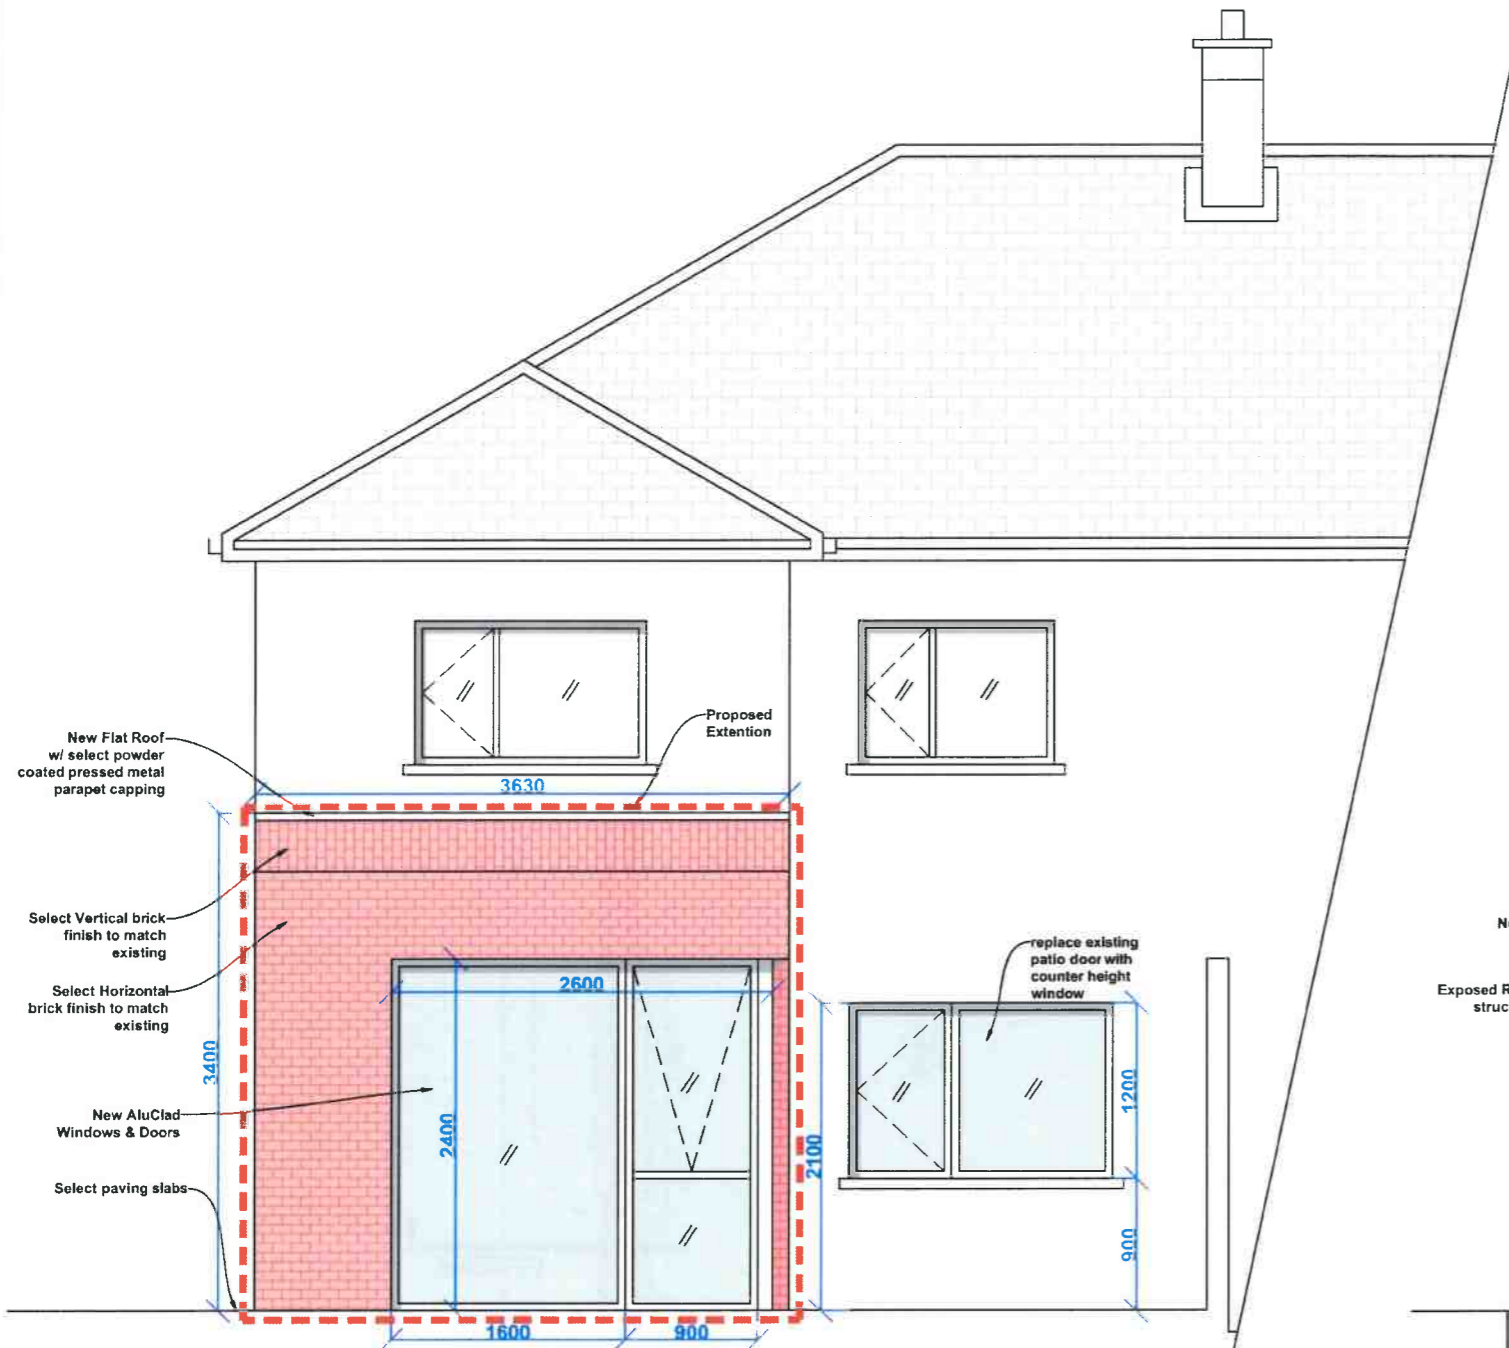 Proposed
Extention
New Flat Roof
w/ select powder
coated pressed metal
parapet capping
3630
Select Vertical brick
finish to match
existing
Select Horizontal
brick finish to match
existing
3400
New AluClad
Windows & Doors
Select paving slabs
2600
2400
1600
900
replace existing
patio door with
counter height
window
2100
1200
900
Exposed R
struc